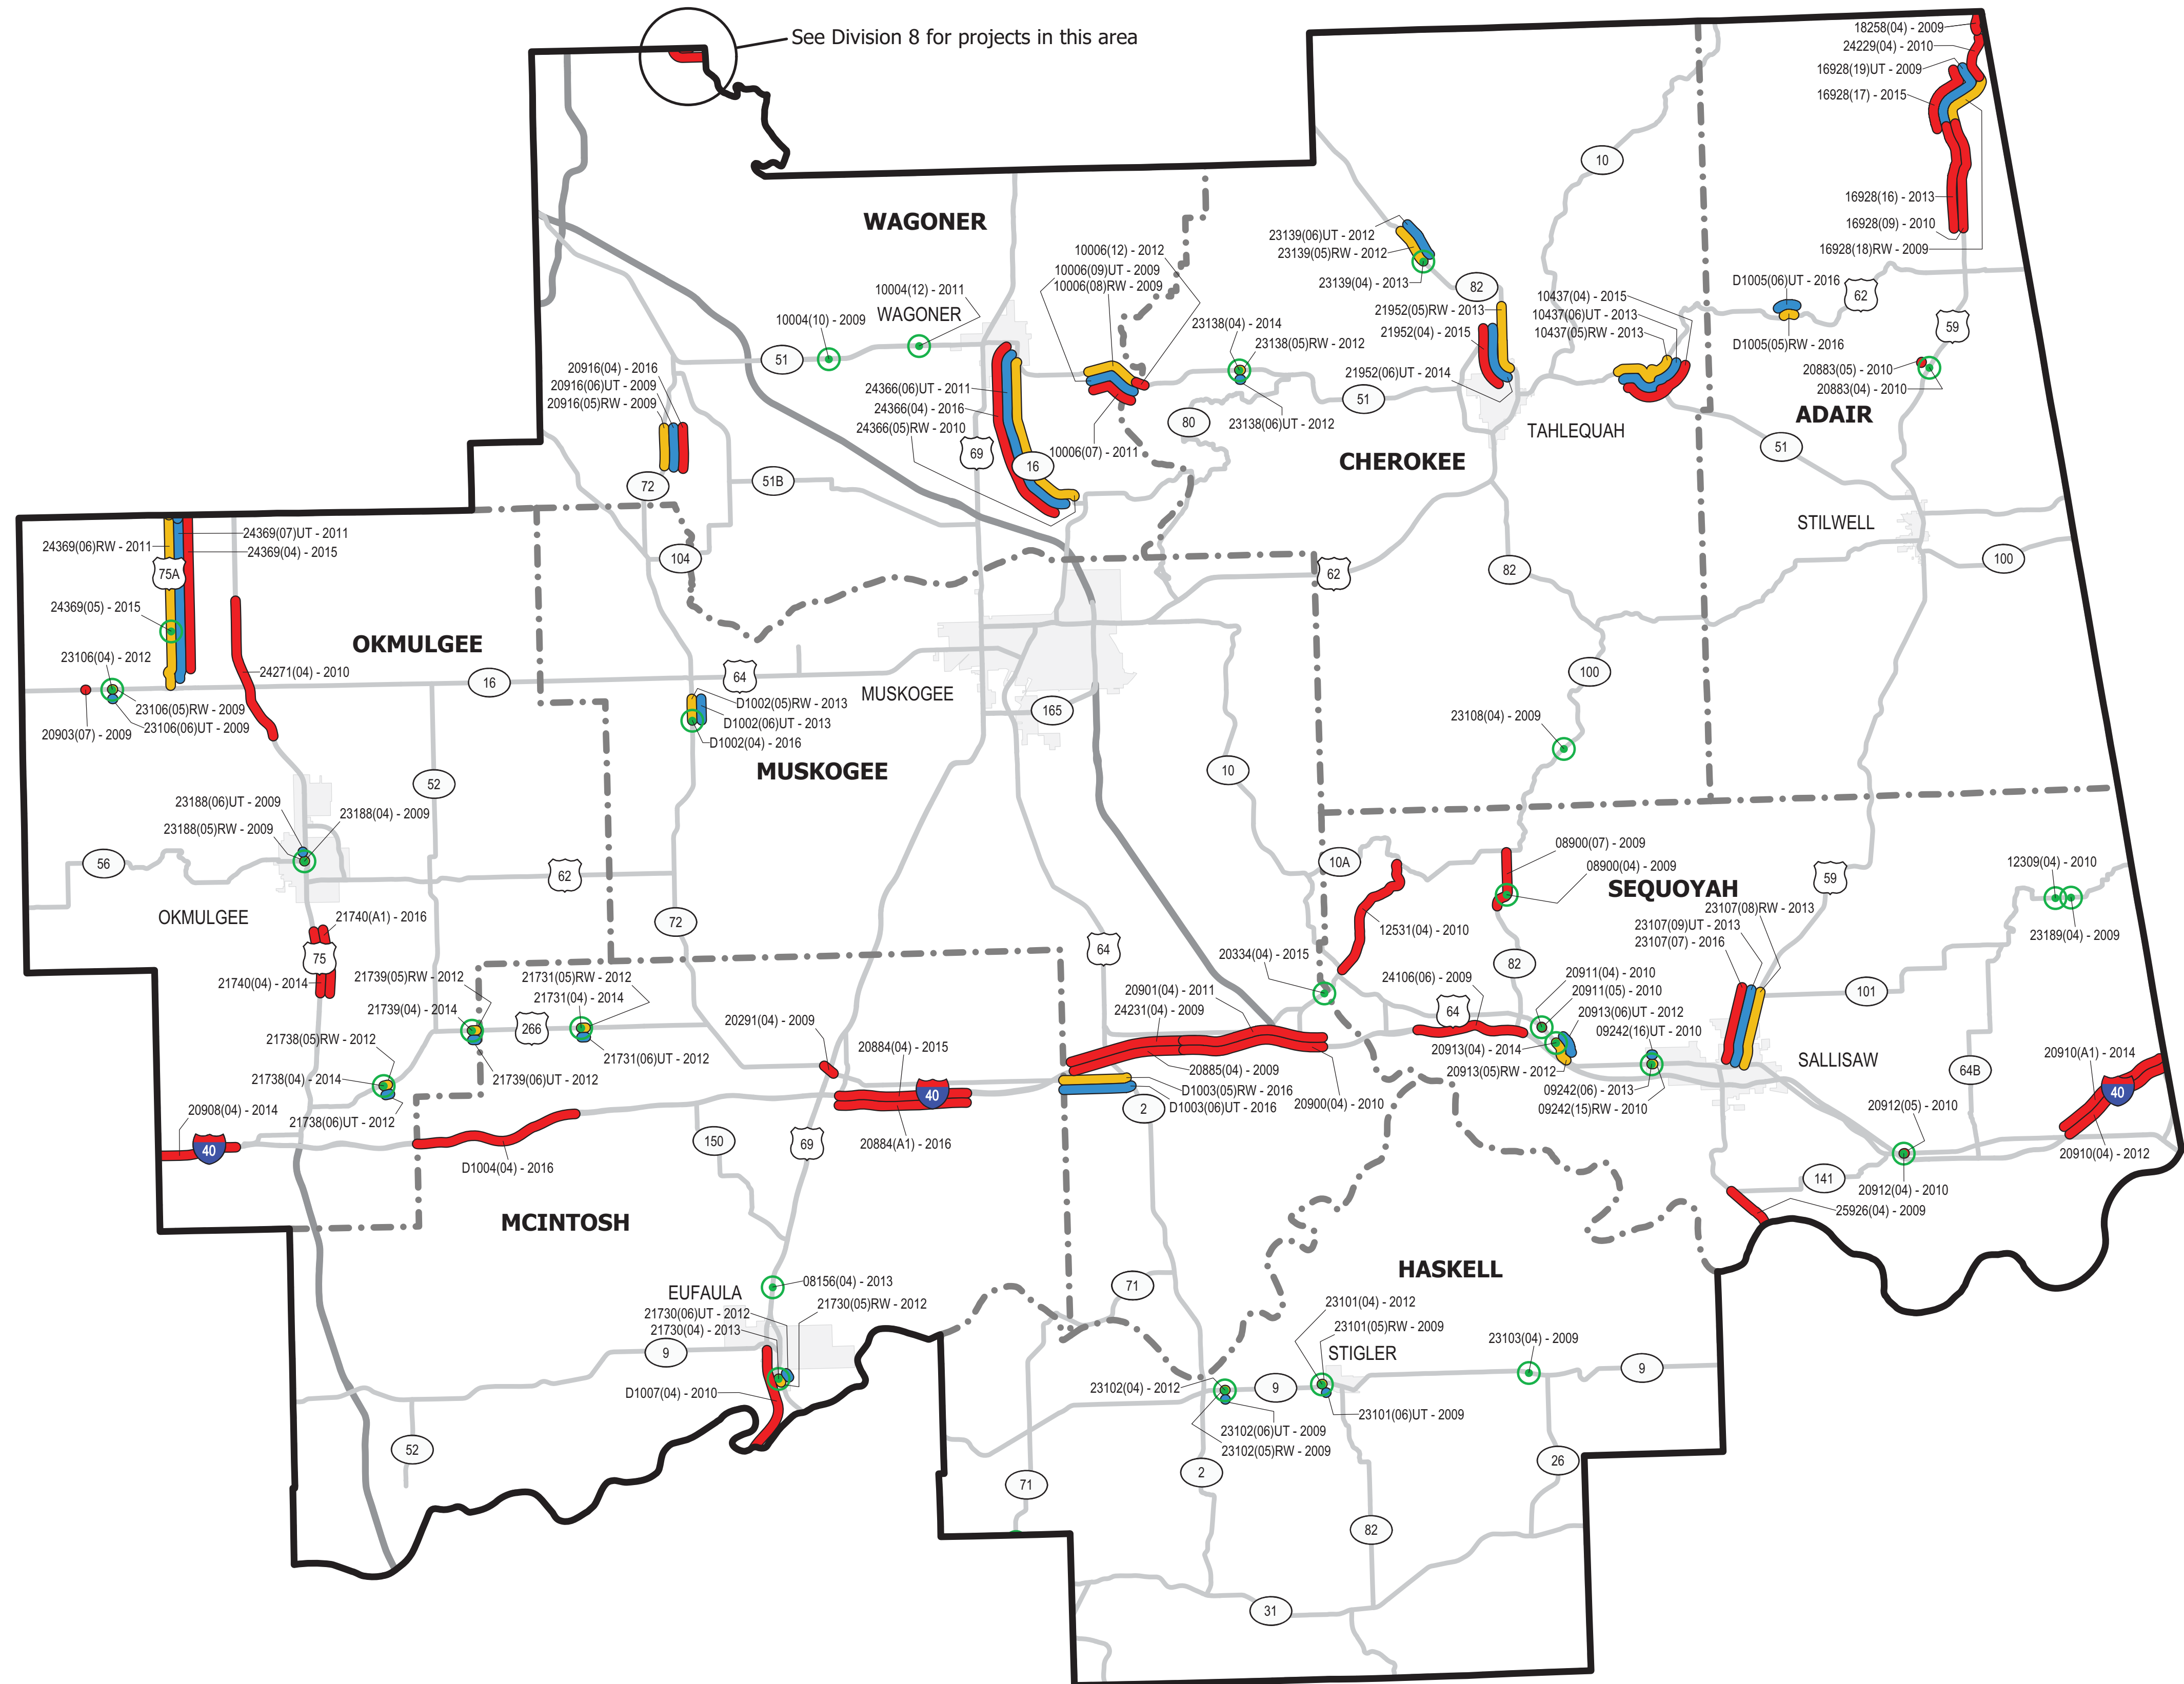 See Division 8 for projects in this area
18258(04) - 2009
24229(04) - 2010
16928(19)UT - 2009
16928(17) - 2015
10
16928(16) - 2013
16928(09) - 2010
16928(18)RW - 2009
WAGONER
10006(12) - 2012
10006(09)UT - 2009
10006(08)RW - 2009
23139(06)UT - 2012
23139(05)RW - 2012
23139(04) - 2013
82
10004(12) - 2011
WAGONER
10004(10) - 2009
51
20916(04) - 2016
20916(06)UT - 2009
20916(05)RW - 2009
24366(06)UT - 2011
24366(04) - 2016
24366(05)RW - 2010
69
16
10006(07) - 2011
23138(04) - 2014
23138(05)RW - 2012
23138(06)UT - 2012
80
51
21952(05)RW - 2013
21952(04) - 2015
21952(06)UT - 2014
10437(04) - 2015
10437(06)UT - 2013
10437(05)RW - 2013
D1005(06)UT - 2016
62
D1005(05)RW - 2016
59
20883(05) - 2010
20883(04) - 2010
ADAIR
TAHLEQUAH
CHEROKEE
51
72
51B
STILWELL
100
24369(06)RW - 2011
24369(07)UT - 2011
24369(04) - 2015
75A
24369(05) - 2015
104
62
82
OKMULGEE
23106(04) - 2012
24271(04) - 2010
16
64
MUSKOGEE
100
23106(05)RW - 2009
23106(06)UT - 2009
20903(07) - 2009
D1002(05)RW - 2013
D1002(06)UT - 2013
D1002(04) - 2016
165
23108(04) - 2009
MUSKOGEE
10
52
23188(06)UT - 2009
23188(05)RW - 2009
23188(04) - 2009
56
62
OKMULGEE
10A
08900(07) - 2009
08900(04) - 2009
SEQUOYAH
59
12309(04) - 2010
23189(04) - 2009
21740(A1) - 2016
75
21740(04) - 2014
72
64
12531(04) - 2010
20334(04) - 2015
82
23107(08)RW - 2013
23107(09)UT - 2013
23107(07) - 2016
101
21739(05)RW - 2012
21739(04) - 2014
21731(05)RW - 2012
21731(04) - 2014
266
21731(06)UT - 2012
21739(06)UT - 2012
21738(05)RW - 2012
21738(04) - 2014
21738(06)UT - 2012
20908(04) - 2014
40
D1004(04) - 2016
20291(04) - 2009
20884(04) - 2015
40
20884(A1) - 2016
20901(04) - 2011
24231(04) - 2009
20885(04) - 2009
D1003(05)RW - 2016
D1003(06)UT - 2016
20900(04) - 2010
2
24106(06) - 2009
64
20911(04) - 2010
20911(05) - 2010
20913(06)UT - 2012
09242(16)UT - 2010
20913(04) - 2014
20913(05)RW - 2012
09242(06) - 2013
09242(15)RW - 2010
SALLISAW
64B
20910(A1) - 2014
40
20910(04) - 2012
20912(05) - 2010
20912(04) - 2010
141
25926(04) - 2009
150
69
MCINTOSH
EUFAULA
08156(04) - 2013
21730(06)UT - 2012
21730(05)RW - 2012
21730(04) - 2013
9
D1007(04) - 2010
52
71
HASKELL
23101(04) - 2012
23101(05)RW - 2009
STIGLER
23103(04) - 2009
9
23102(04) - 2012
9
23101(06)UT - 2009
23102(06)UT - 2009
23102(05)RW - 2009
71
2
26
82
31